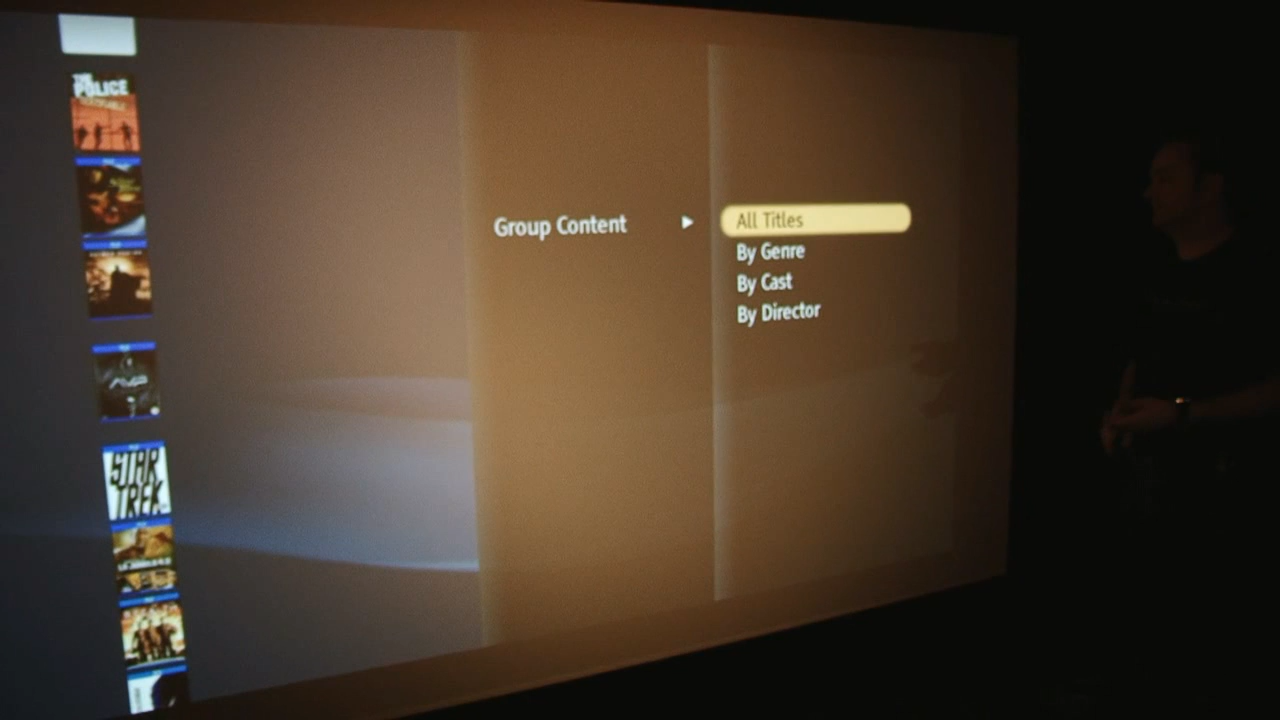 THE
POLICE
Group Content
All Titles
By Genre
By Cast
By Director
STAR
TREK